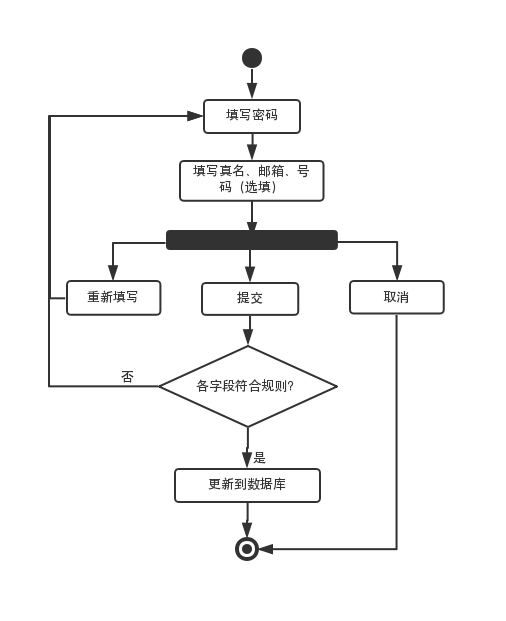 填写密码
填写真名、邮箱、号
码（选填）
重新填写
提交
取消
各字段符合规则?
否
是
更新到数据库